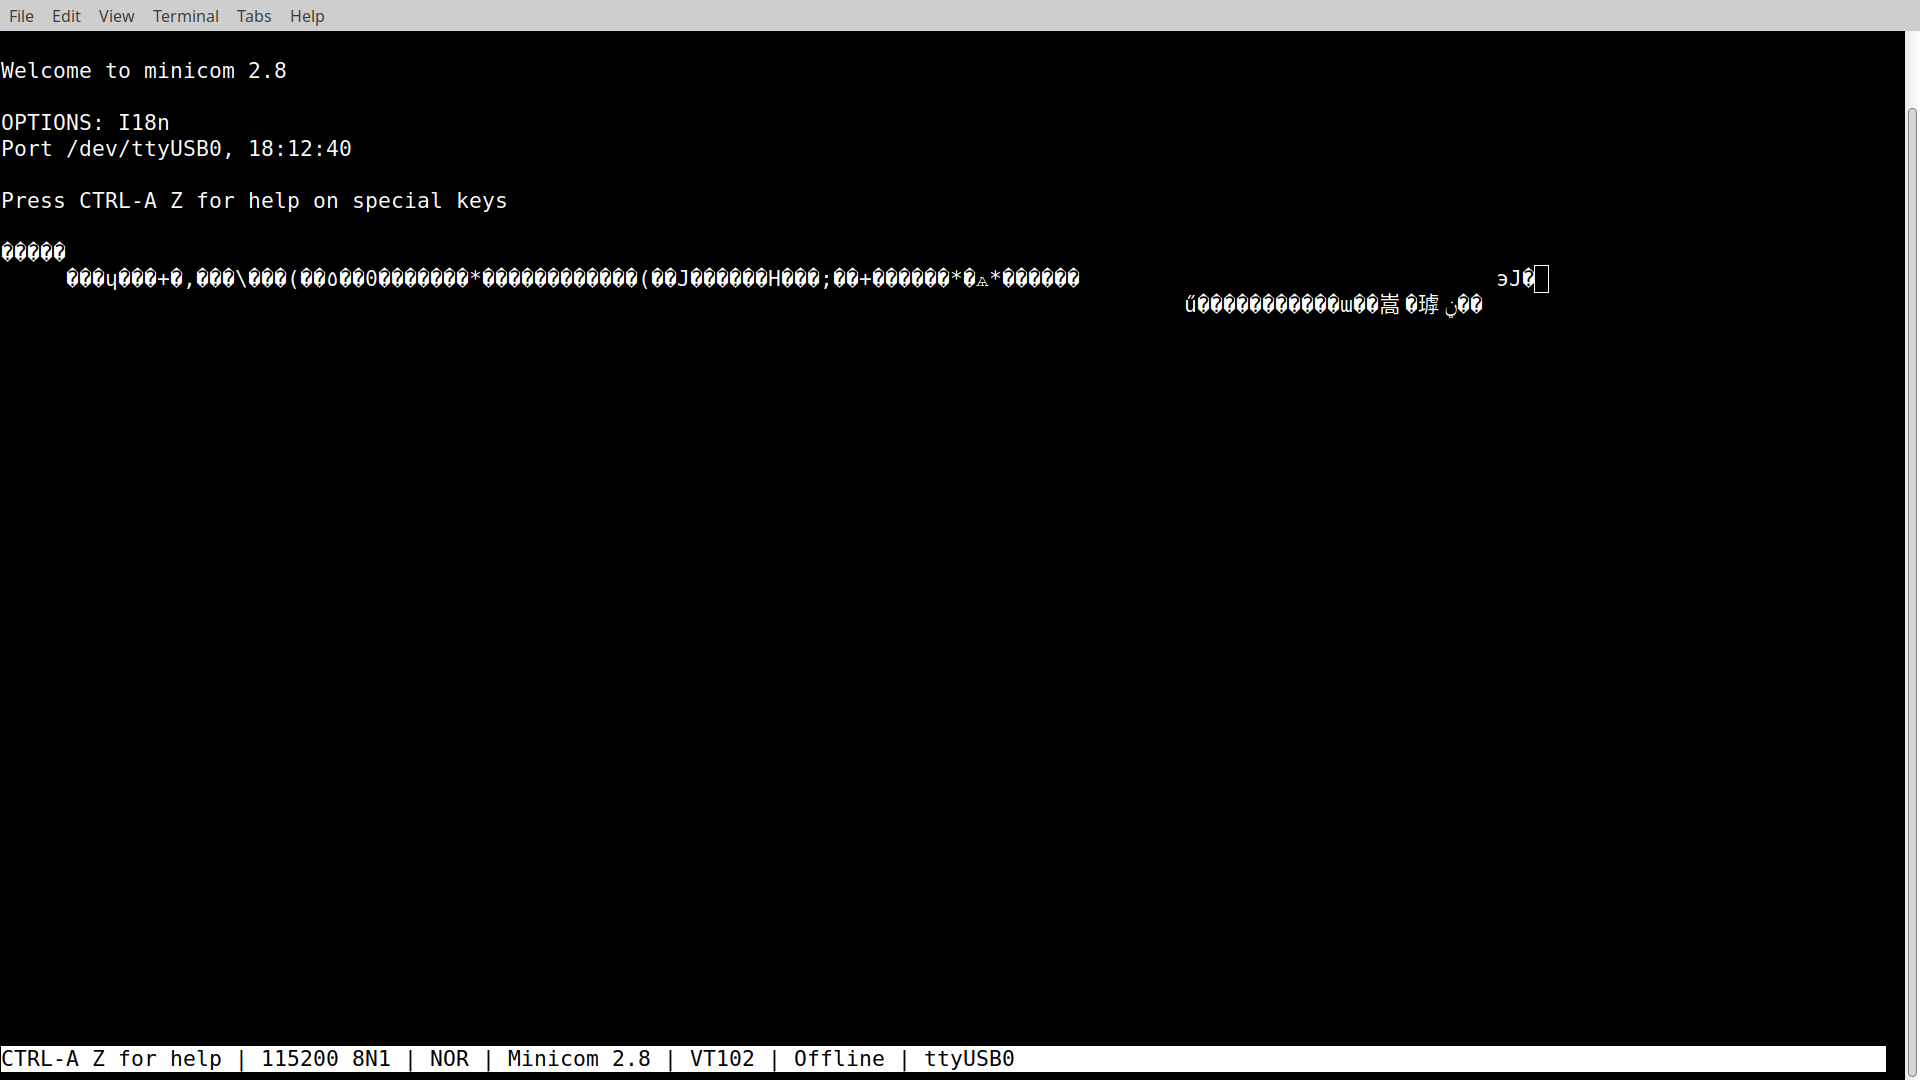 File Edit View Terminal Tabs Help
Welcome to minicom 2.8
OPTIONS: I18n
Port /dev/ttyUSB0, 18:12:40
Press CTRL-A Z for help on special keys
�����
���ɥ���+�,���\���(��٥��0�������*������������(��J������H���;��+������*�⟁*������ эJ�
ű�����������ɯ��嵩 �㻔 ڹ��
CTRL-A Z for help | 115200 8N1 | NOR | Minicom 2.8 | VT102 | Offline | ttyUSB0